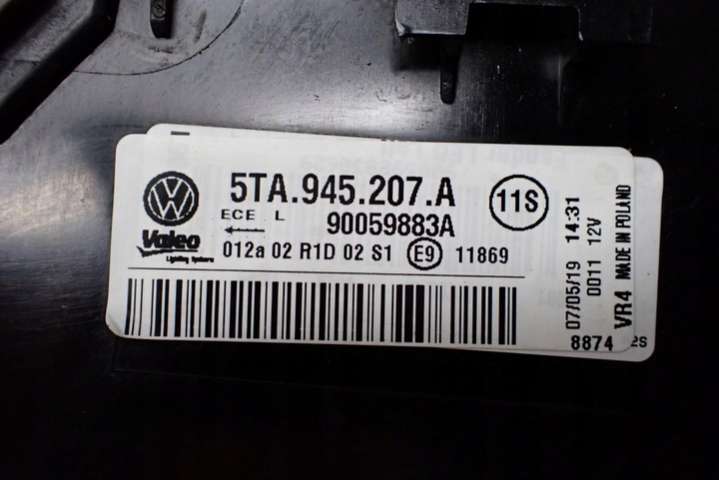 5TA.945.207.A
11S
ECE L
90059883A
Valeo
Lighting Systems
012a 02 R1D 02 S1 E9 11869
07/05/19 14:31
0011 12V
VR4 MADE IN POLAND
8874